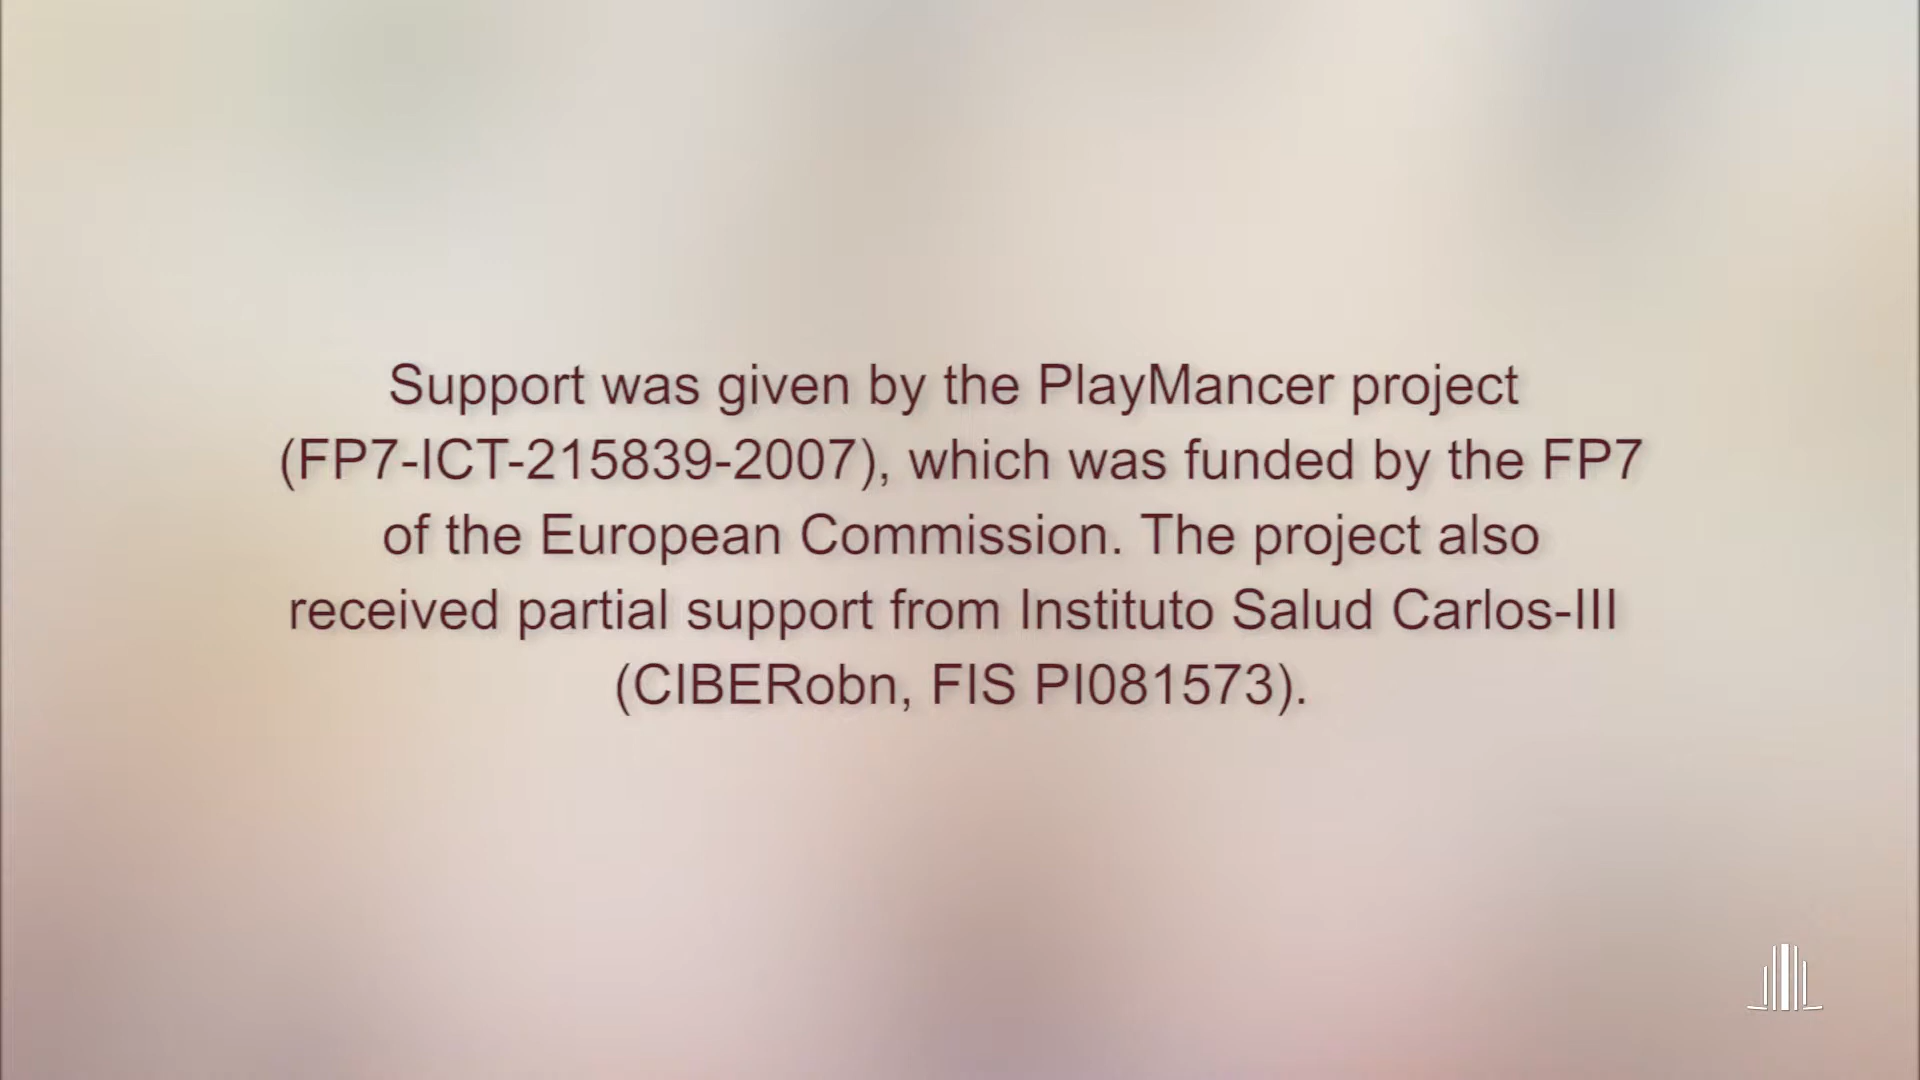 Support was given by the PlayMancer project
(FP7-ICT-215839-2007), which was funded by the FP7
of the European Commission. The project also
received partial support from Instituto Salud Carlos-III
(CIBERobn, FIS PI081573).